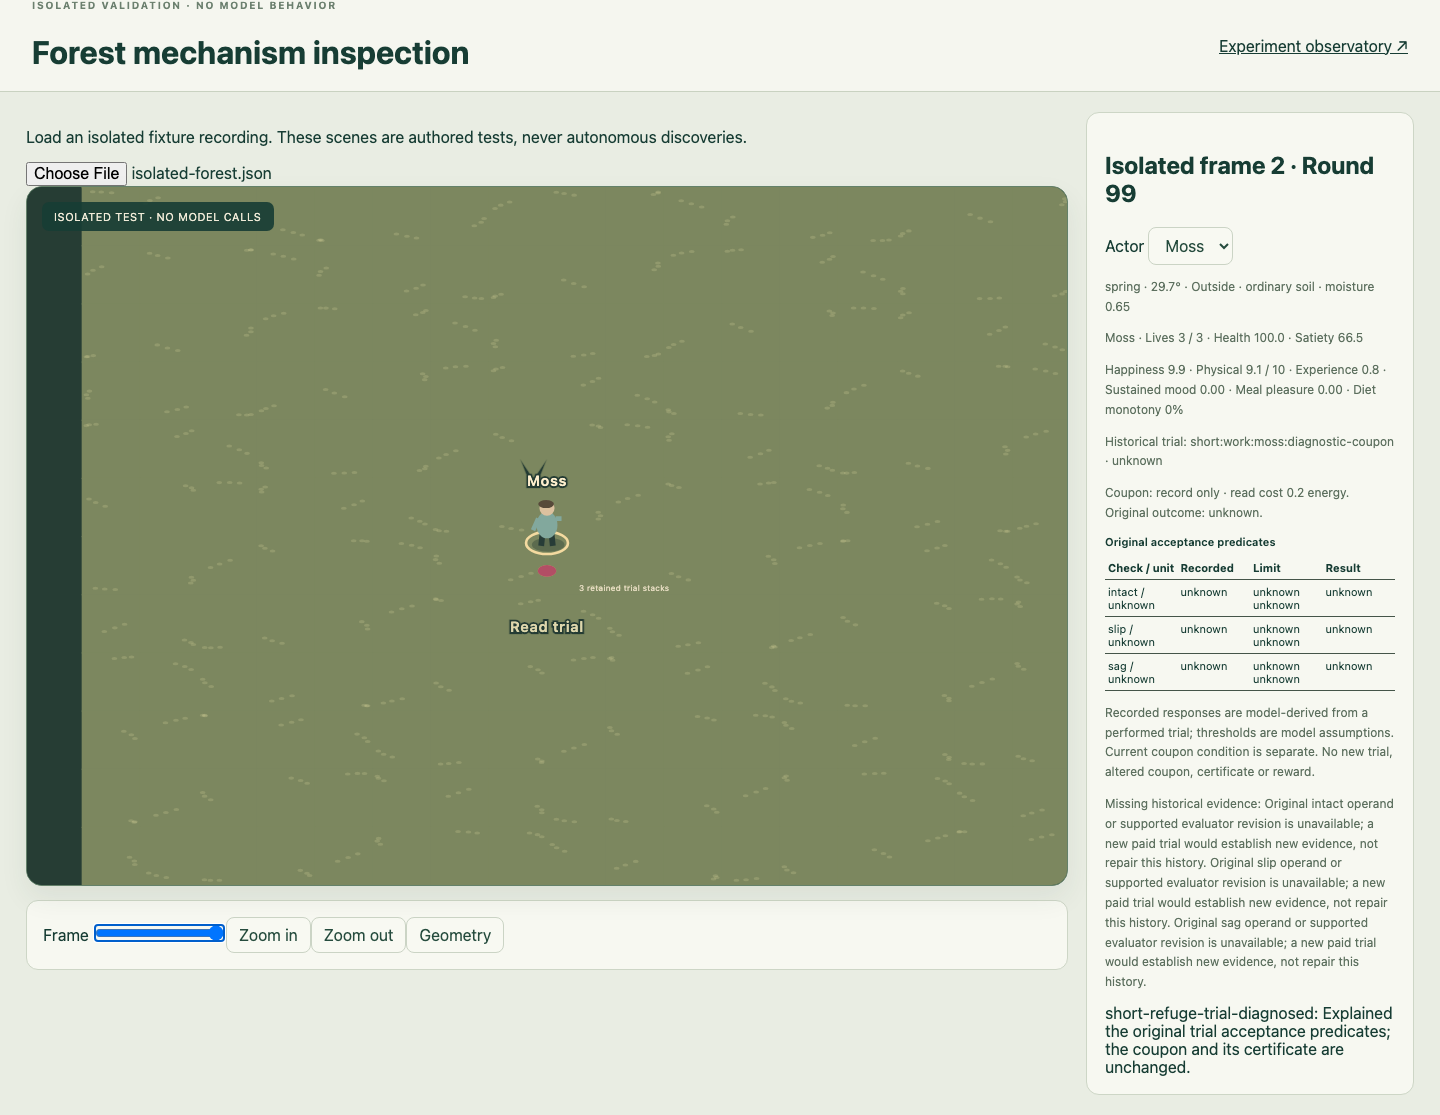 ISOLATED VALIDATION · NO MODEL BEHAVIOR
Forest mechanism inspection
Experiment observatory ↗
Load an isolated fixture recording. These scenes are authored tests, never autonomous discoveries.
Choose File isolated-forest.json
ISOLATED TEST · NO MODEL CALLS
Moss
3 retained trial stacks
Read trial
Frame
Zoom in
Zoom out
Geometry
Isolated frame 2 · Round
99
Actor Moss
spring · 29.7° · Outside · ordinary soil · moisture
0.65
Moss · Lives 3 / 3 · Health 100.0 · Satiety 66.5
Happiness 9.9 · Physical 9.1 / 10 · Experience 0.8 ·
Sustained mood 0.00 · Meal pleasure 0.00 · Diet
monotony 0%
Historical trial: short:work:moss:diagnostic-coupon
· unknown
Coupon: record only · read cost 0.2 energy.
Original outcome: unknown.
Original acceptance predicates
Check / unit Recorded Limit Result
intact / unknown unknown unknown
unknown unknown
slip / unknown unknown unknown
unknown unknown
sag / unknown unknown unknown
unknown unknown
Recorded responses are model-derived from a
performed trial; thresholds are model assumptions.
Current coupon condition is separate. No new trial,
altered coupon, certificate or reward.
Missing historical evidence: Original intact operand
or supported evaluator revision is unavailable; a
new paid trial would establish new evidence, not
repair this history. Original slip operand or
supported evaluator revision is unavailable; a new
paid trial would establish new evidence, not repair
this history. Original sag operand or supported
evaluator revision is unavailable; a new paid trial
would establish new evidence, not repair this
history.
short-refuge-trial-diagnosed: Explained
the original trial acceptance predicates;
the coupon and its certificate are
unchanged.